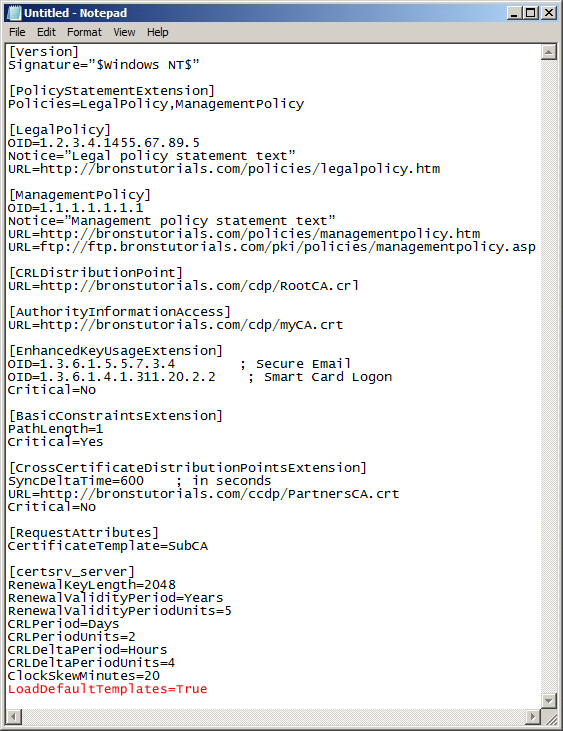 Untitled - Notepad
File Edit Format View Help
[Version]
Signature=”$Windows NT$”
[PolicyStatementExtension]
Policies=LegalPolicy,ManagementPolicy
[LegalPolicy]
OID=1.2.3.4.1455.67.89.5
Notice=”Legal policy statement text”
URL=http://bronstutorials.com/policies/legalpolicy.htm
[ManagementPolicy]
OID=1.1.1.1.1.1.1
Notice=”Management policy statement text”
URL=http://bronstutorials.com/policies/managementpolicy.htm
URL=ftp://ftp.bronstutorials.com/pki/policies/managementpolicy.asp
[CRLDistributionPoint]
URL=http://bronstutorials.com/cdp/RootCA.crl
[AuthorityInformationAccess]
URL=http://bronstutorials.com/cdp/myCA.crt
[EnhancedKeyUsageExtension]
OID=1.3.6.1.5.5.7.3.4 ; Secure Email
OID=1.3.6.1.4.1.311.20.2.2 ; Smart Card Logon
Critical=No
[BasicConstraintsExtension]
PathLength=1
Critical=Yes
[CrossCertificateDistributionPointsExtension]
SyncDeltaTime=600 ; in seconds
URL=http://bronstutorials.com/ccdp/PartnersCA.crt
Critical=No
[RequestAttributes]
CertificateTemplate=SubCA
[certsrv_server]
RenewalKeyLength=2048
RenewalValidityPeriod=Years
RenewalValidityPeriodUnits=5
CRLPeriod=Days
CRLPeriodUnits=2
CRLDeltaPeriod=Hours
CRLDeltaPeriodUnits=4
ClockSkewMinutes=20
LoadDefaultTemplates=True